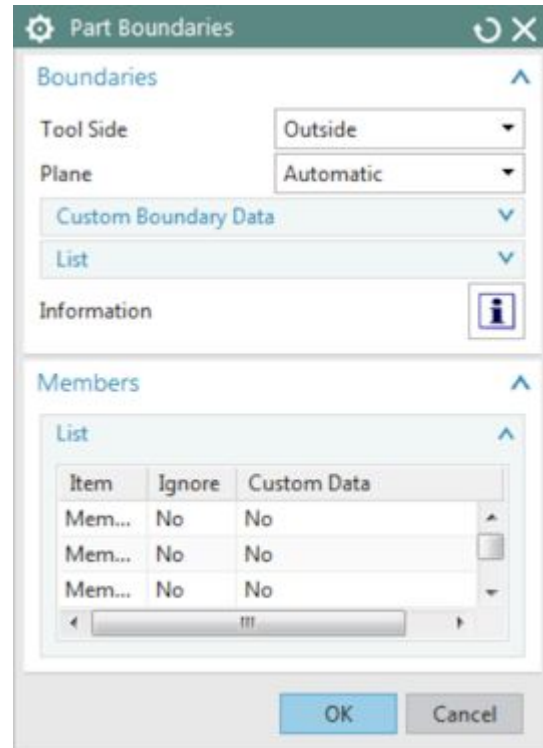 Part Boundaries
Boundaries
Tool Side Outside
Plane Automatic
Custom Boundary Data
List
Information
Members
List
Item Ignore Custom Data
Mem... No No
Mem... No No
Mem... No No
OK Cancel